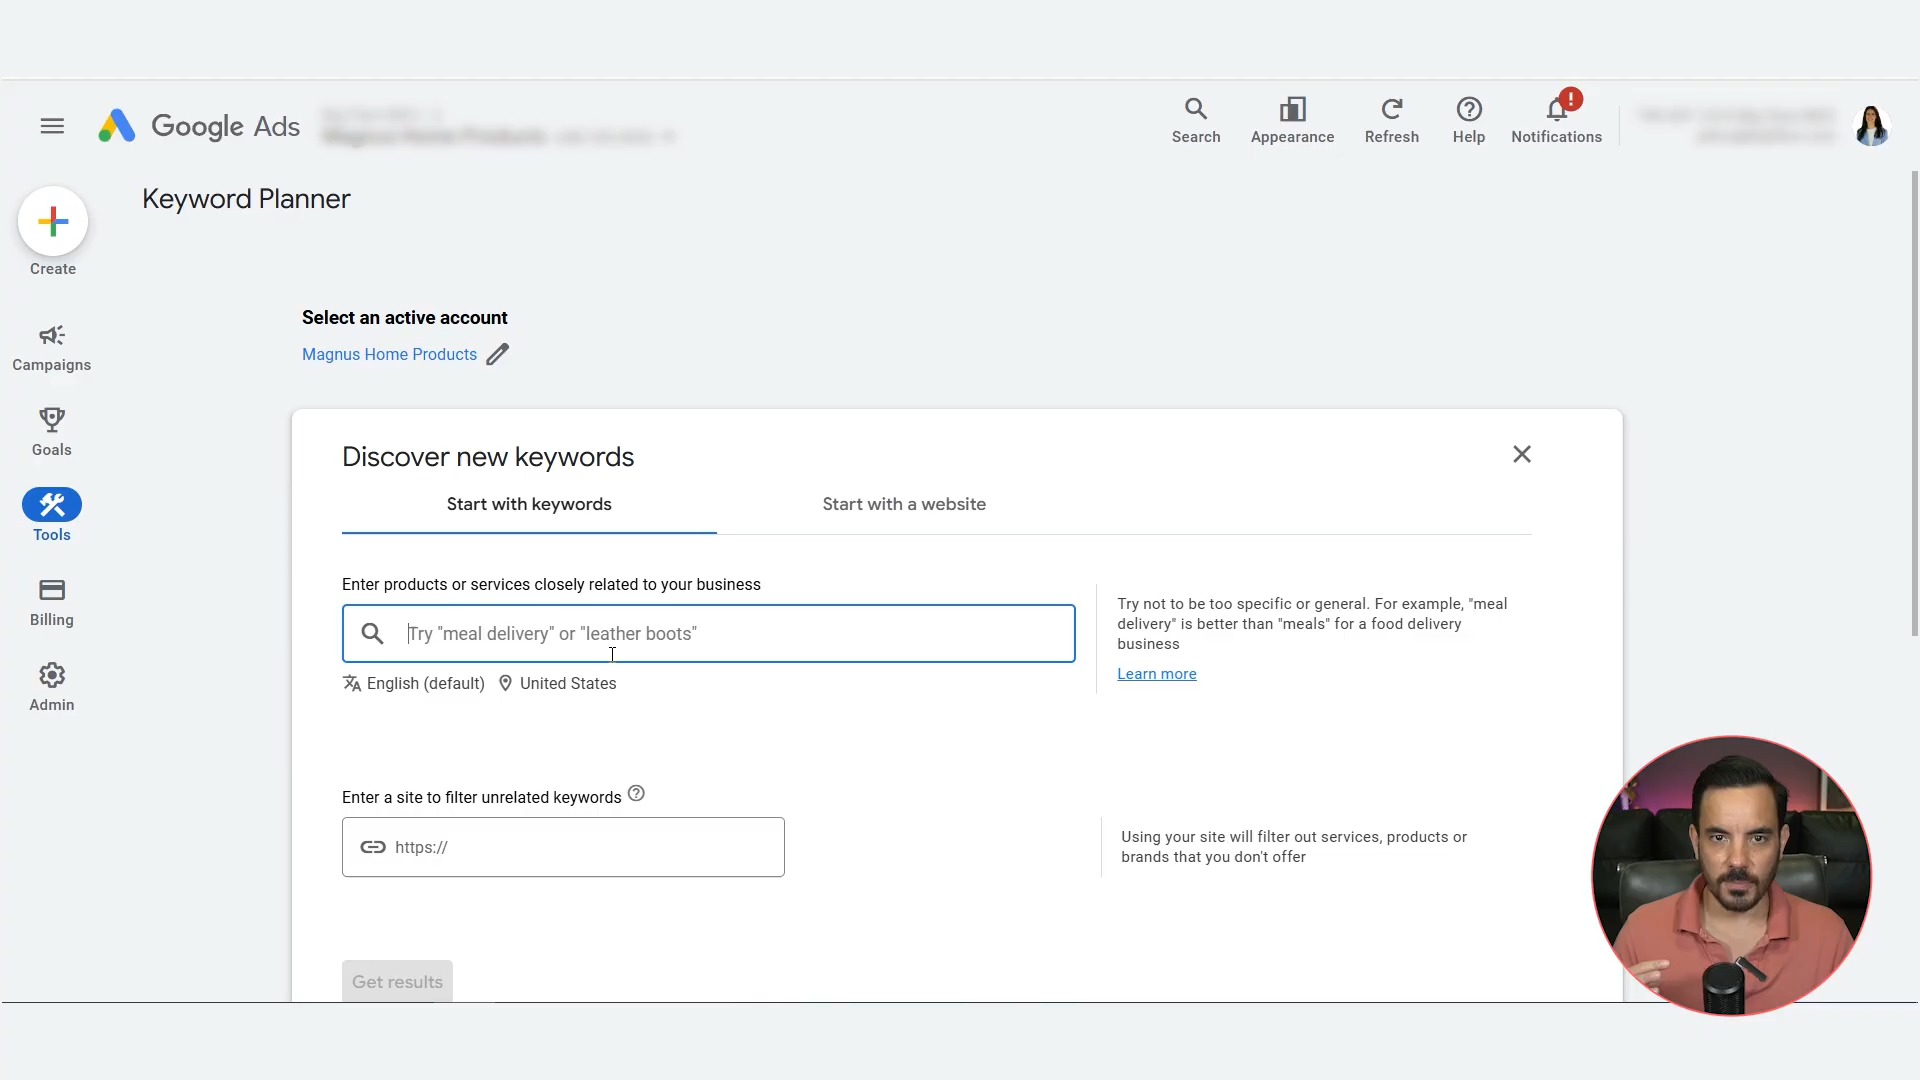 Google Ads
Search
Appearance
Refresh
Help
Notifications
Keyword Planner
Create
Campaigns
Goals
Tools
Billing
Admin
Select an active account
Magnus Home Products
Discover new keywords
Start with keywords
Start with a website
Enter products or services closely related to your business
Try "meal delivery" or "leather boots"
English (default)
United States
Try not to be too specific or general. For example, "meal
delivery" is better than "meals" for a food delivery
business
Learn more
Enter a site to filter unrelated keywords
https://
Using your site will filter out services, products or
brands that you don't offer
Get results